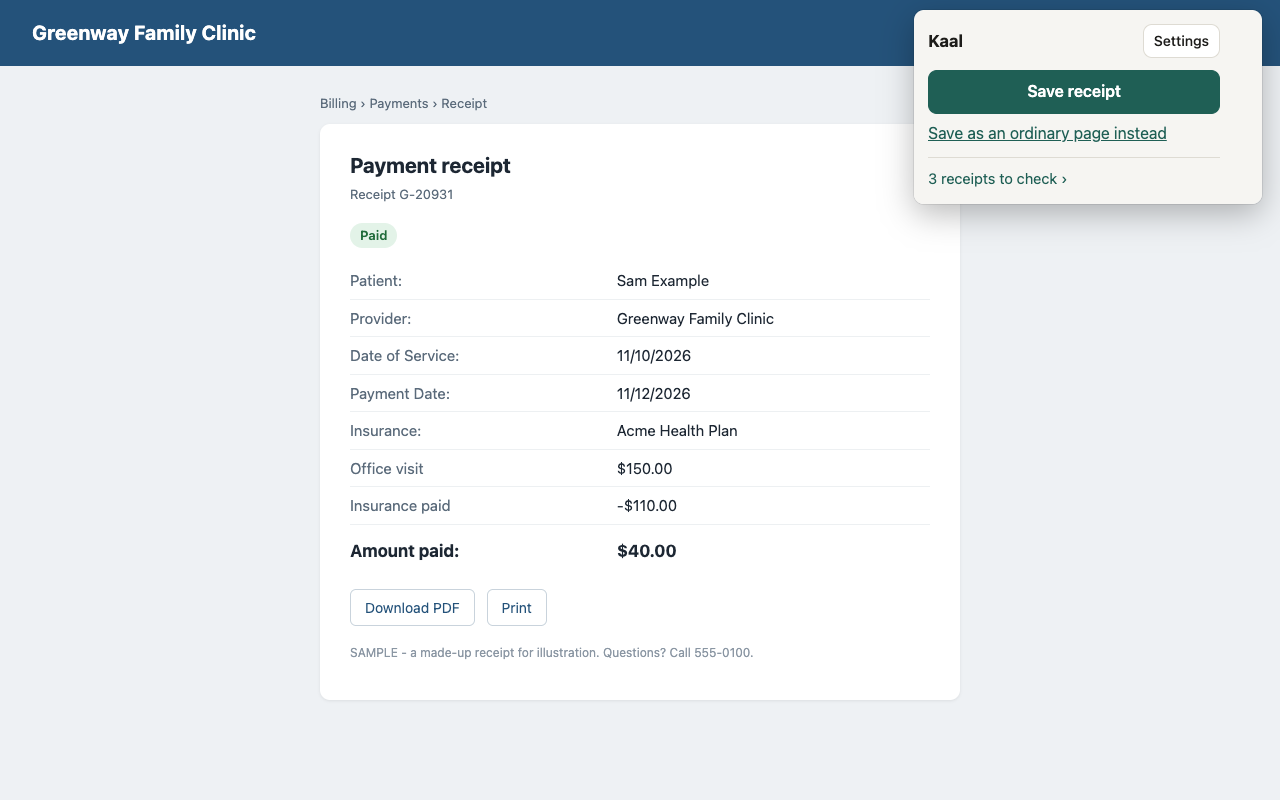 Greenway Family Clinic
Kaal
Settings
Save receipt
Save as an ordinary page instead
3 receipts to check ›
Billing › Payments › Receipt
Payment receipt
Receipt G-20931
Paid
Patient: Sam Example
Provider: Greenway Family Clinic
Date of Service: 11/10/2026
Payment Date: 11/12/2026
Insurance: Acme Health Plan
Office visit $150.00
Insurance paid -$110.00
Amount paid: $40.00
Download PDF Print
SAMPLE - a made-up receipt for illustration. Questions? Call 555-0100.